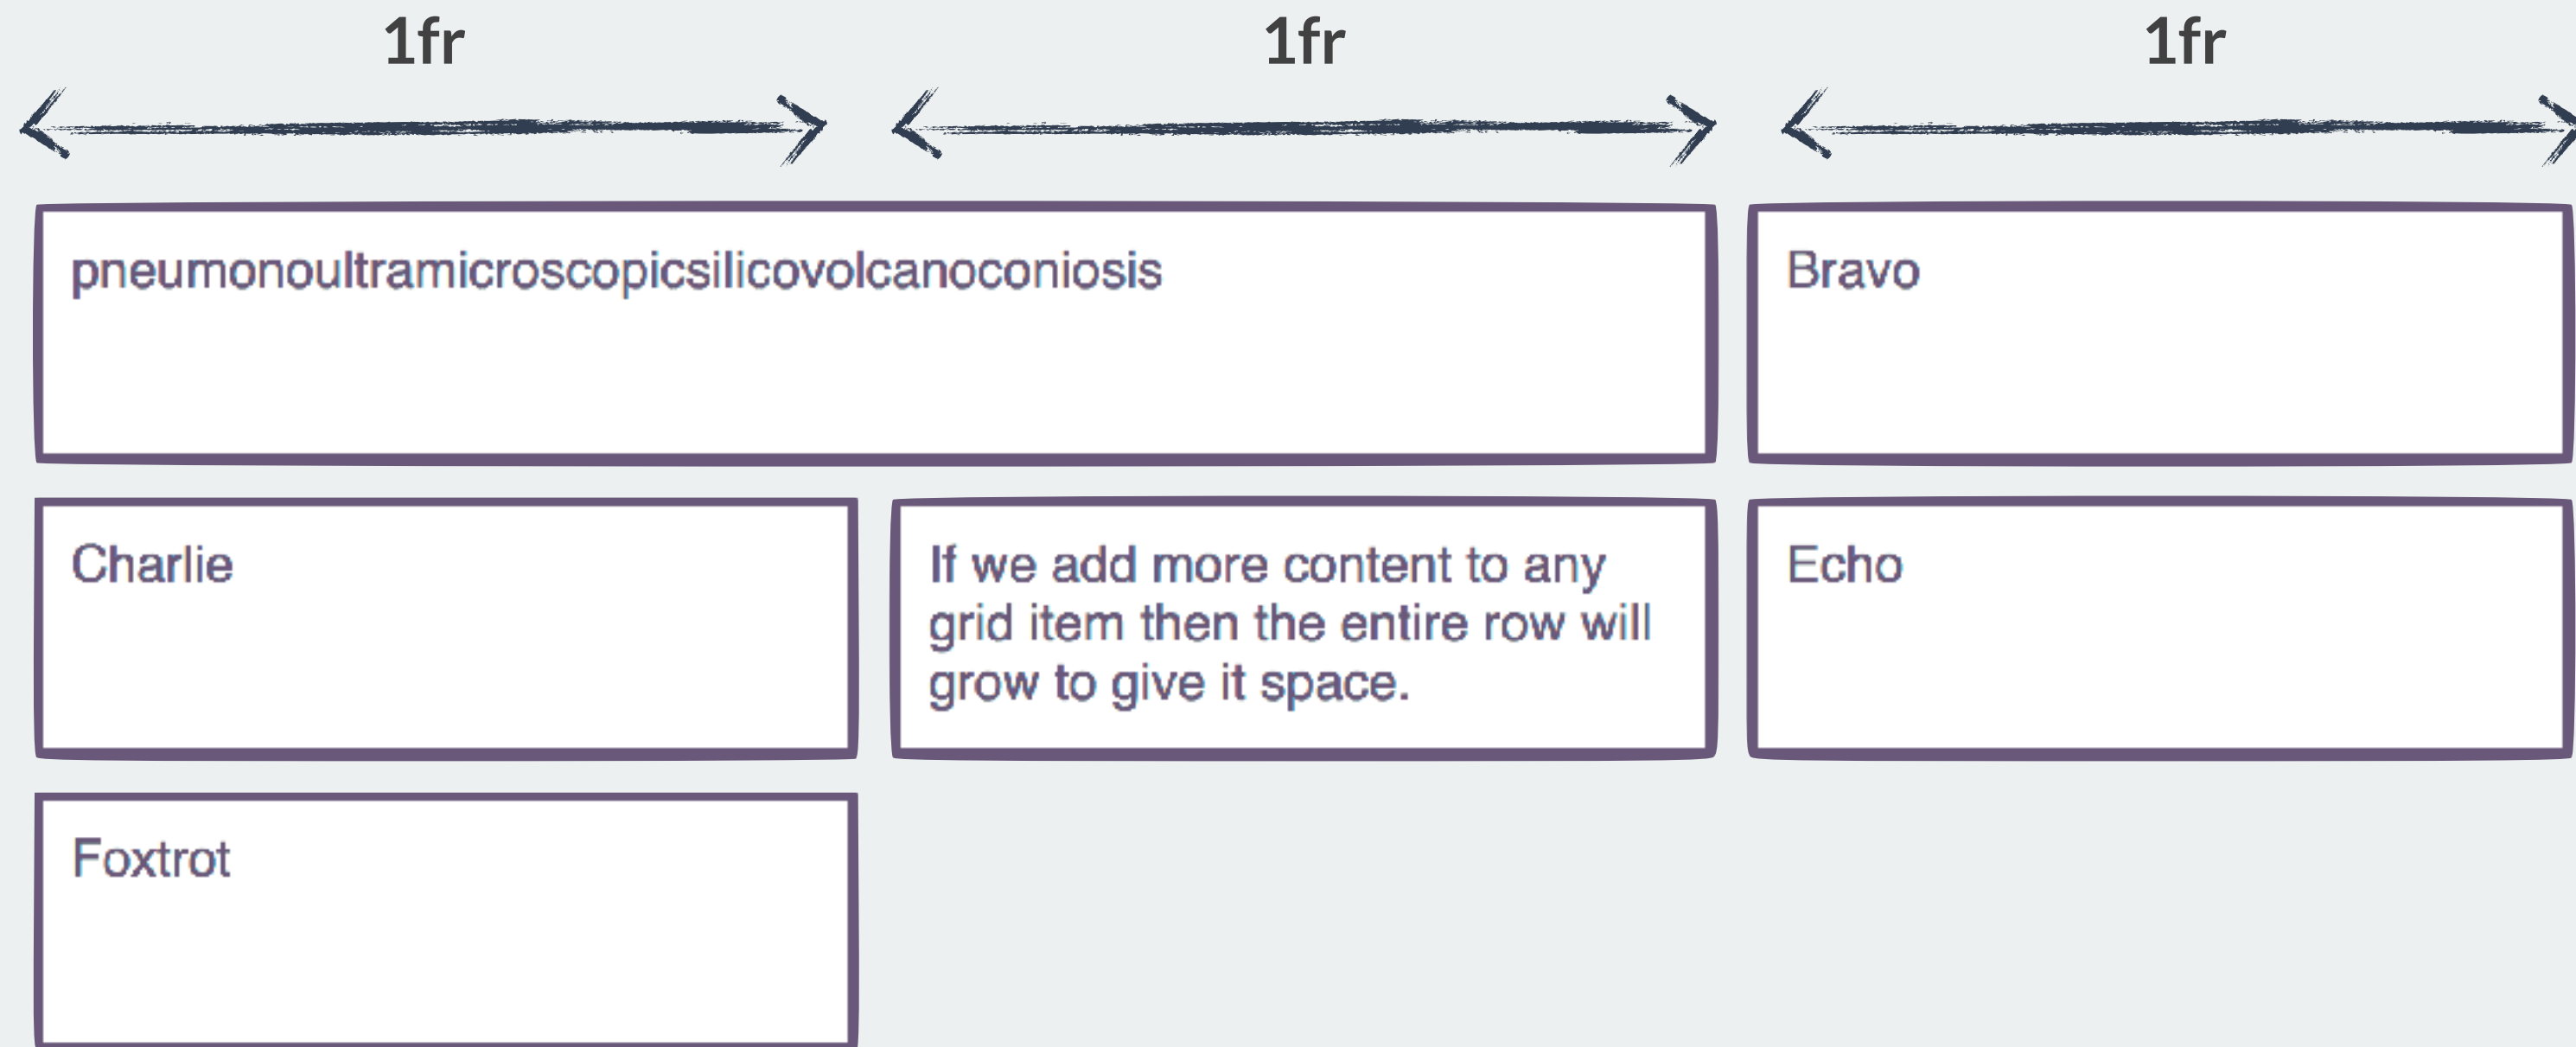 1fr
1fr
1fr
pneumonoultramicroscopicsilicovolcanoconiosis
Bravo
Charlie
If we add more content to any
grid item then the entire row will
grow to give it space.
Echo
Foxtrot